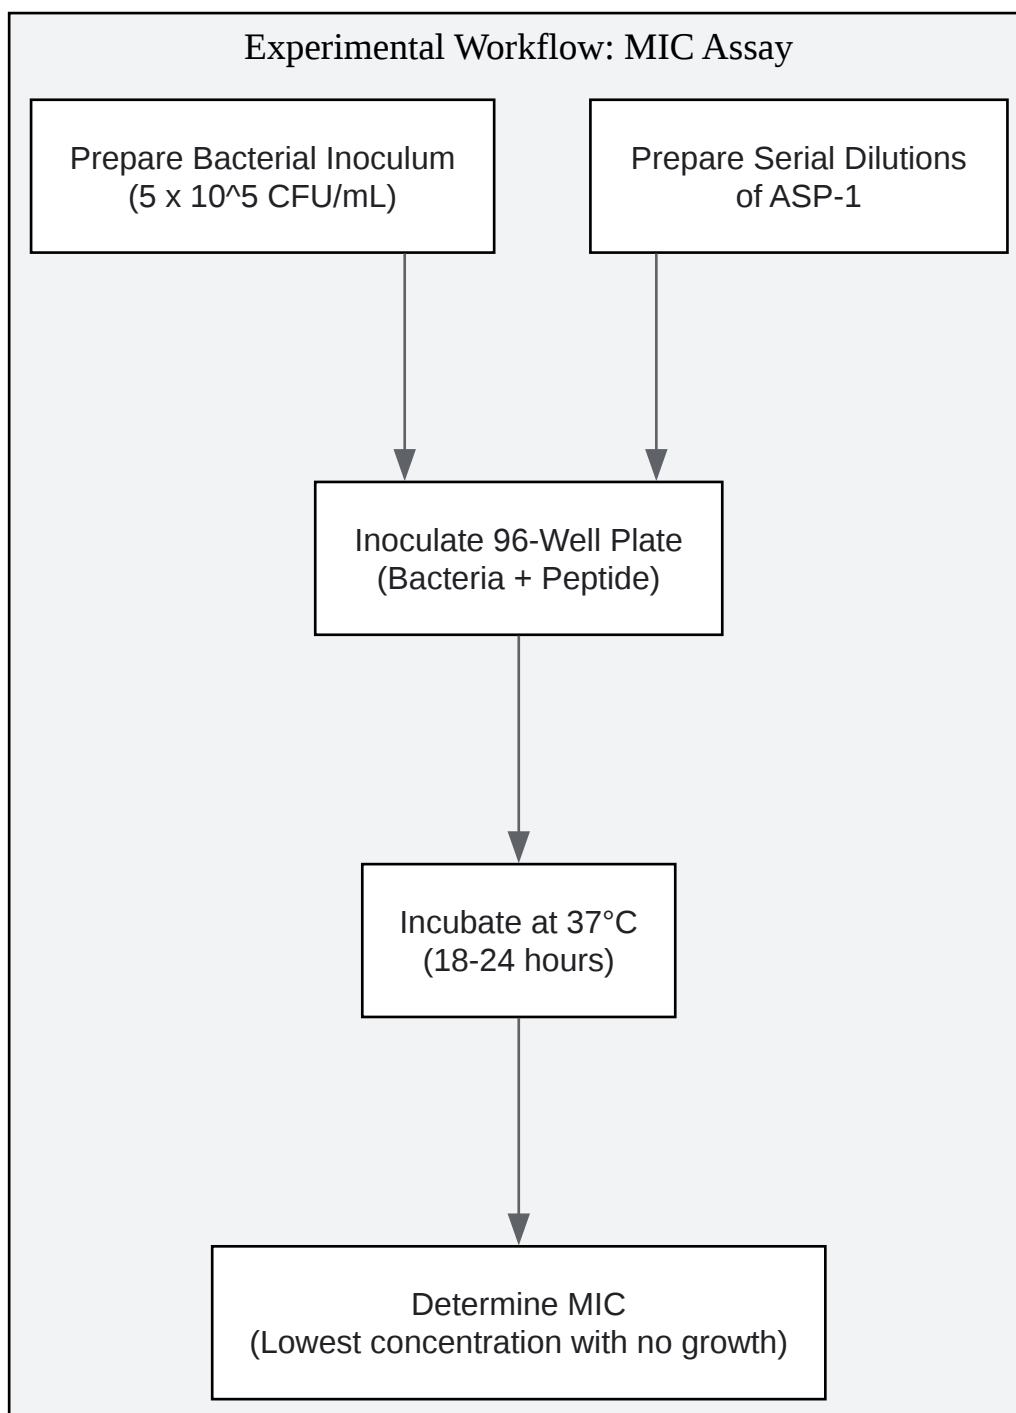 Experimental Workflow: MIC Assay
Prepare Bacterial Inoculum
(5 x 10^5 CFU/mL)
Prepare Serial Dilutions
of ASP-1
Inoculate 96-Well Plate
(Bacteria + Peptide)
Incubate at 37°C
(18-24 hours)
Determine MIC
(Lowest concentration with no growth)